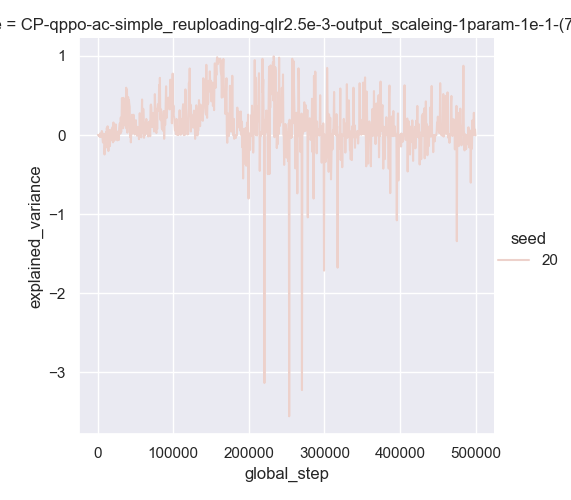 e = CP-qppo-ac-simple_reuploading-qlr2.5e-3-output_scaleing-1param-1e-1-(7
1
0
−1
−2
−3
explained_variance
0 100000 200000 300000 400000 500000
global_step
seed
20